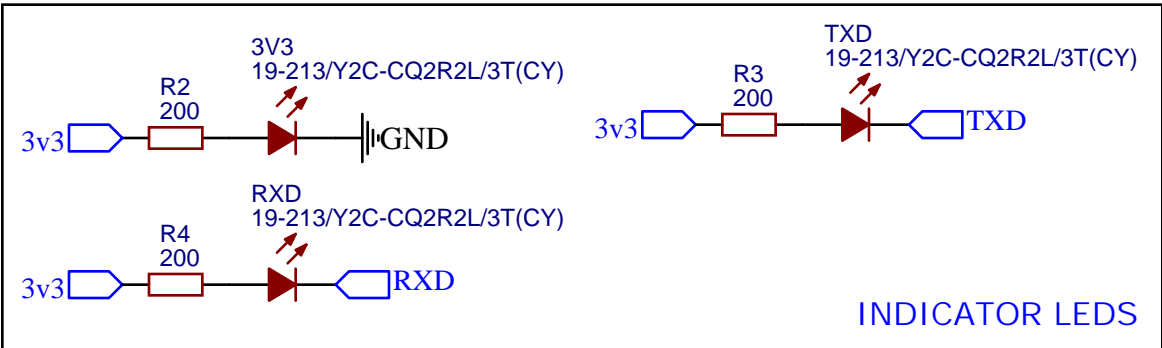 3V3
19-213/Y2C-CQ2R2L/3T(CY)
R2
200
3v3
GND
TXD
19-213/Y2C-CQ2R2L/3T(CY)
R3
200
3v3
TXD
RXD
19-213/Y2C-CQ2R2L/3T(CY)
R4
200
3v3
RXD
INDICATOR LEDS